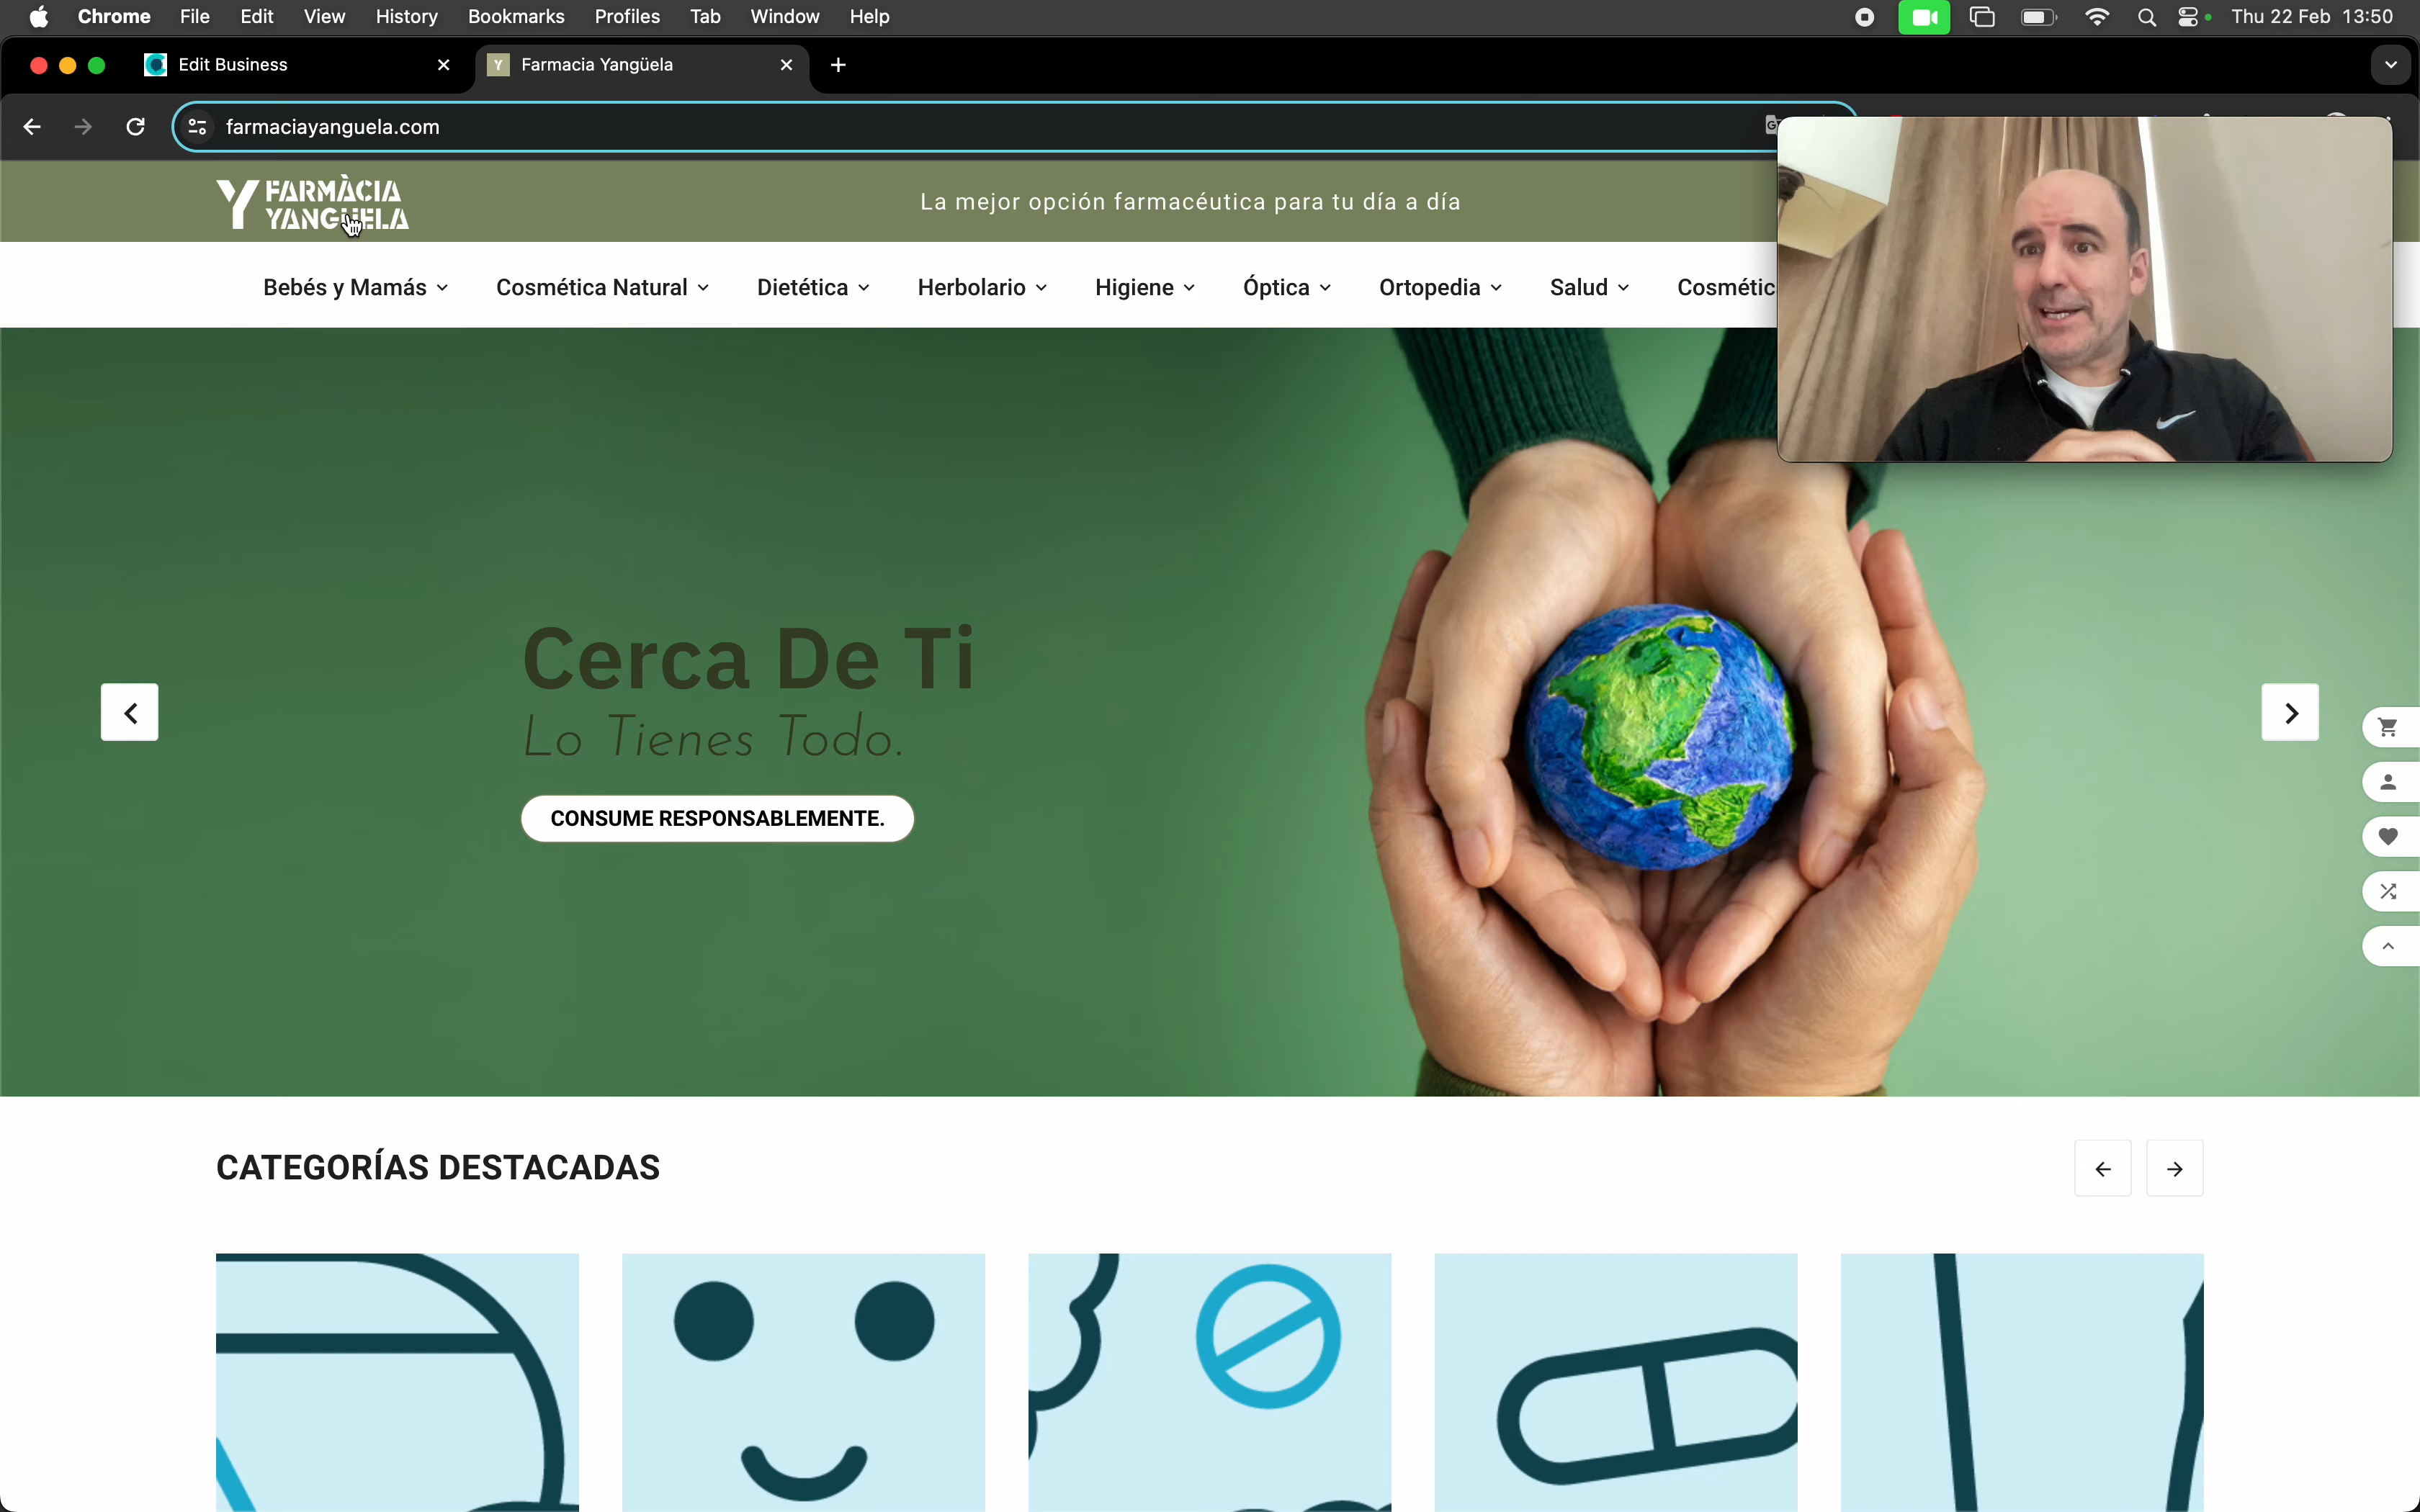 Chrome File Edit View History Bookmarks Profiles Tab Window Help Thu 22 Feb 13:50
Edit Business
Y Farmacia Yangüela
farmaciayanguela.com
Y FARMÀCIA
YANGÜELA
La mejor opción farmacéutica para tu día a día
Bebés y Mamás Cosmética Natural Dietética Herbolario Higiene Óptica Ortopedia Salud Cosmétic
Cerca De Ti
Lo Tienes Todo.
CONSUME RESPONSABLEMENTE.
CATEGORÍAS DESTACADAS